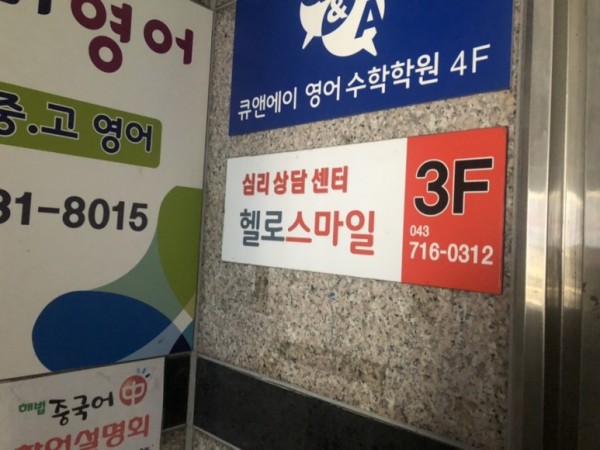 영어
중.고 영어
31-8015
&A
큐앤에이 영어수학학원 4F
심리 상담 센터
헬로스마일
3F
043
716-0312
해법 중국어 中